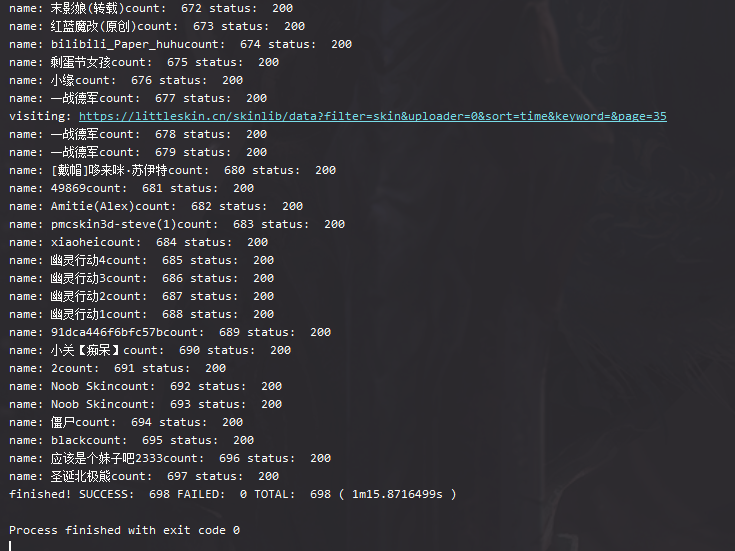 name: 末影娘(转载)count:  672 status:  200
name: 红蓝魔改(原创)count:  673 status:  200
name: bilibili_Paper_huhucount:  674 status:  200
name: 剩蛋节女孩count:  675 status:  200
name: 小缘count:  676 status:  200
name: 一战德军count:  677 status:  200
visiting: https://littleskin.cn/skinlib/data?filter=skin&uploader=0&sort=time&keyword=&page=35
name: 一战德军count:  678 status:  200
name: 一战德军count:  679 status:  200
name: [戴帽]哆来咪·苏伊特count:  680 status:  200
name: 49869count:  681 status:  200
name: Amitie(Alex)count:  682 status:  200
name: pmcskin3d-steve(1)count:  683 status:  200
name: xiaoheicount:  684 status:  200
name: 幽灵行动4count:  685 status:  200
name: 幽灵行动3count:  686 status:  200
name: 幽灵行动2count:  687 status:  200
name: 幽灵行动1count:  688 status:  200
name: 91dca446f6bfc57bcount:  689 status:  200
name: 小关【痴呆】count:  690 status:  200
name: 2count:  691 status:  200
name: Noob Skincount:  692 status:  200
name: Noob Skincount:  693 status:  200
name: 僵尸count:  694 status:  200
name: blackcount:  695 status:  200
name: 应该是个妹子吧2333count:  696 status:  200
name: 圣诞北极熊count:  697 status:  200
finished! SUCCESS:  698 FAILED:  0 TOTAL:  698 ( 1m15.8716499s )
Process finished with exit code 0